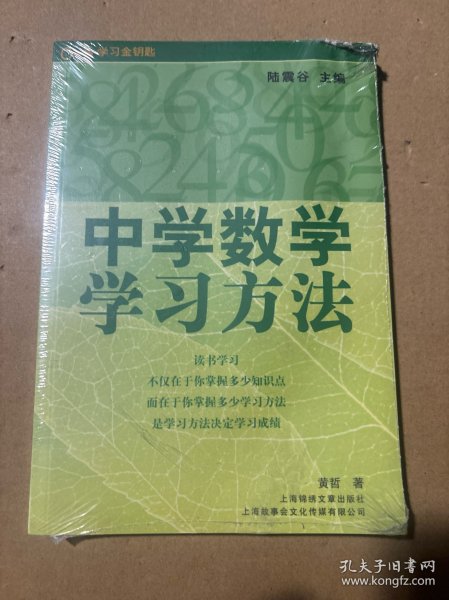 学习金钥匙
陆震谷 主编
中学数学
学习方法
读书学习
不仅在于你掌握多少知识点
而在于你掌握多少学习方法
是学习方法决定学习成绩
黄哲 著
上海锦绣文章出版社
上海故事会文化传媒有限公司
孔夫子旧书网
www.kongfz.com